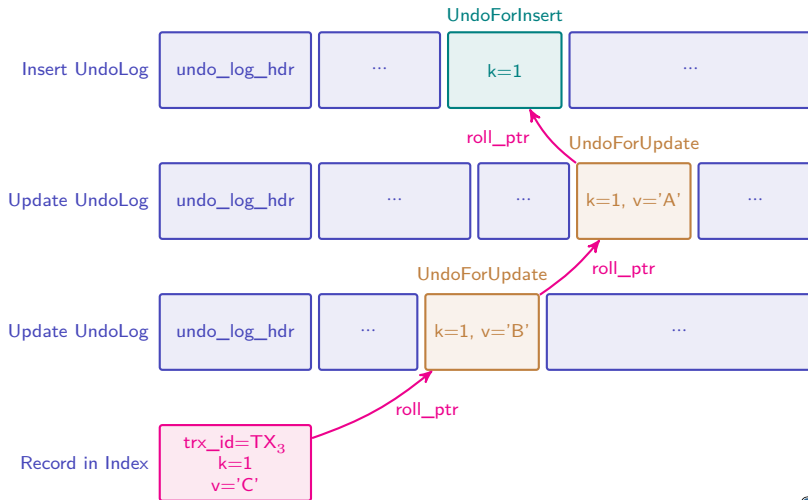 UndoForInsert
Insert UndoLog
undo_log_hdr
...
k=1
...
roll_ptr
UndoForUpdate
Update UndoLog
undo_log_hdr
...
...
k=1, v='A'
...
UndoForUpdate
roll_ptr
Update UndoLog
undo_log_hdr
...
k=1, v='B'
...
roll_ptr
Record in Index
trx_id=TX₃
k=1
v='C'